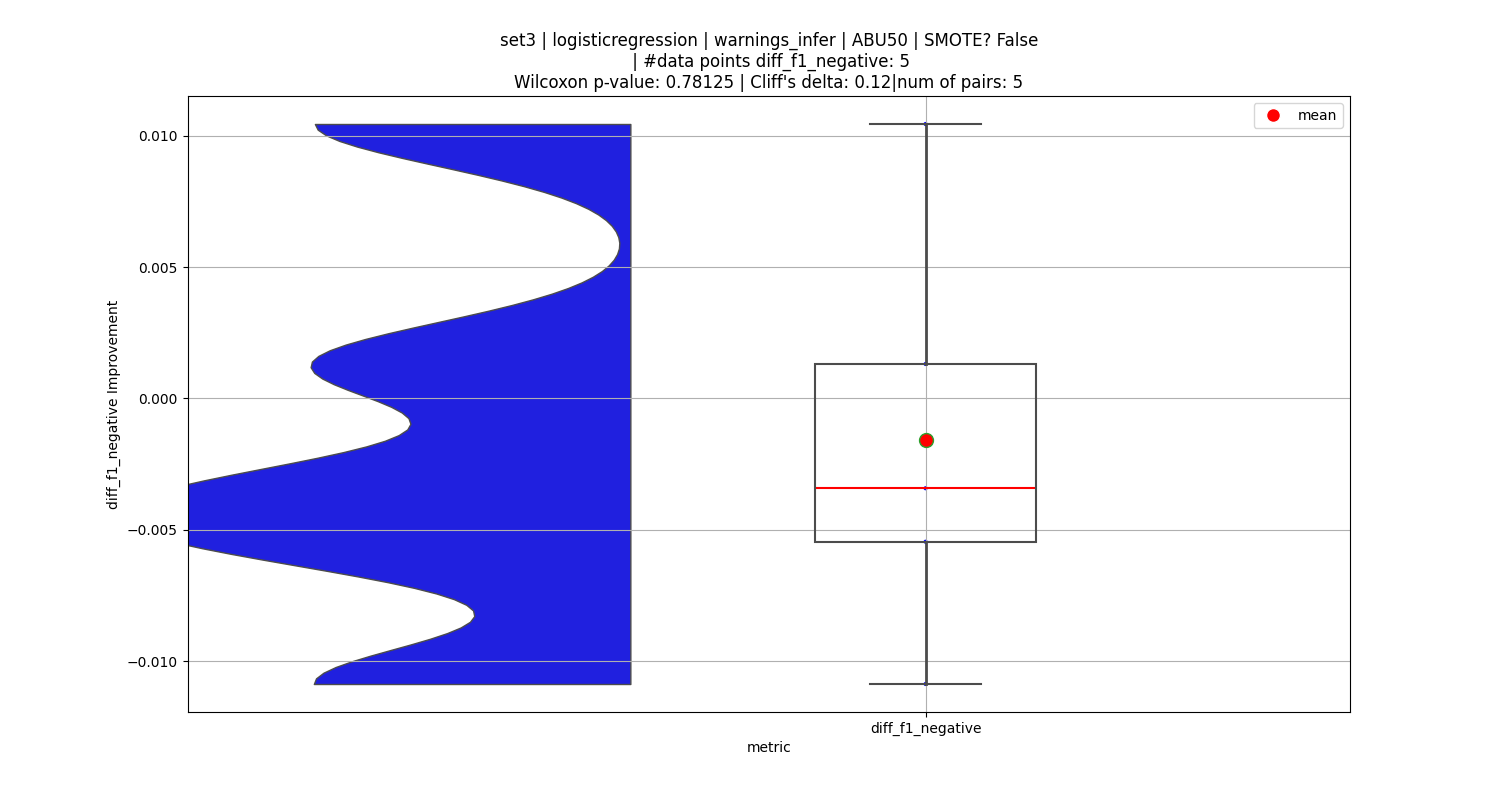 set3 | logisticregression | warnings_infer | ABU50 | SMOTE? False
| #data points diff_f1_negative: 5
Wilcoxon p-value: 0.78125 | Cliff's delta: 0.12|num of pairs: 5
mean
0.010
0.005
0.000
−0.005
−0.010
diff_f1_negative Improvement
diff_f1_negative
metric